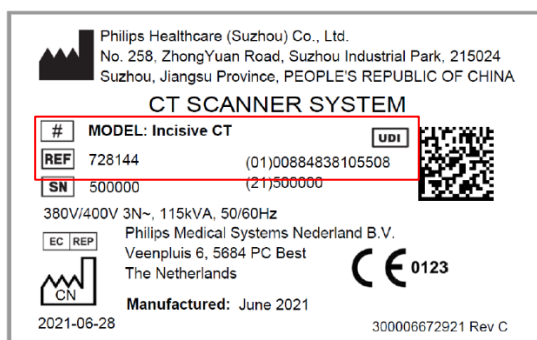 Philips Healthcare (Suzhou) Co., Ltd.
No. 258, ZhongYuan Road, Suzhou Industrial Park, 215024
Suzhou, Jiangsu Province, PEOPLE'S REPUBLIC OF CHINA
CT SCANNER SYSTEM
# MODEL: Incisive CT UDI
REF 728144 (01)00884838105508
SN 500000 (21)500000
380V/400V 3N~, 115kVA, 50/60Hz
EC REP Philips Medical Systems Nederland B.V.
Veenpluis 6, 5684 PC Best
The Netherlands
CE 0123
CN
Manufactured: June 2021
2021-06-28 300006672921 Rev C